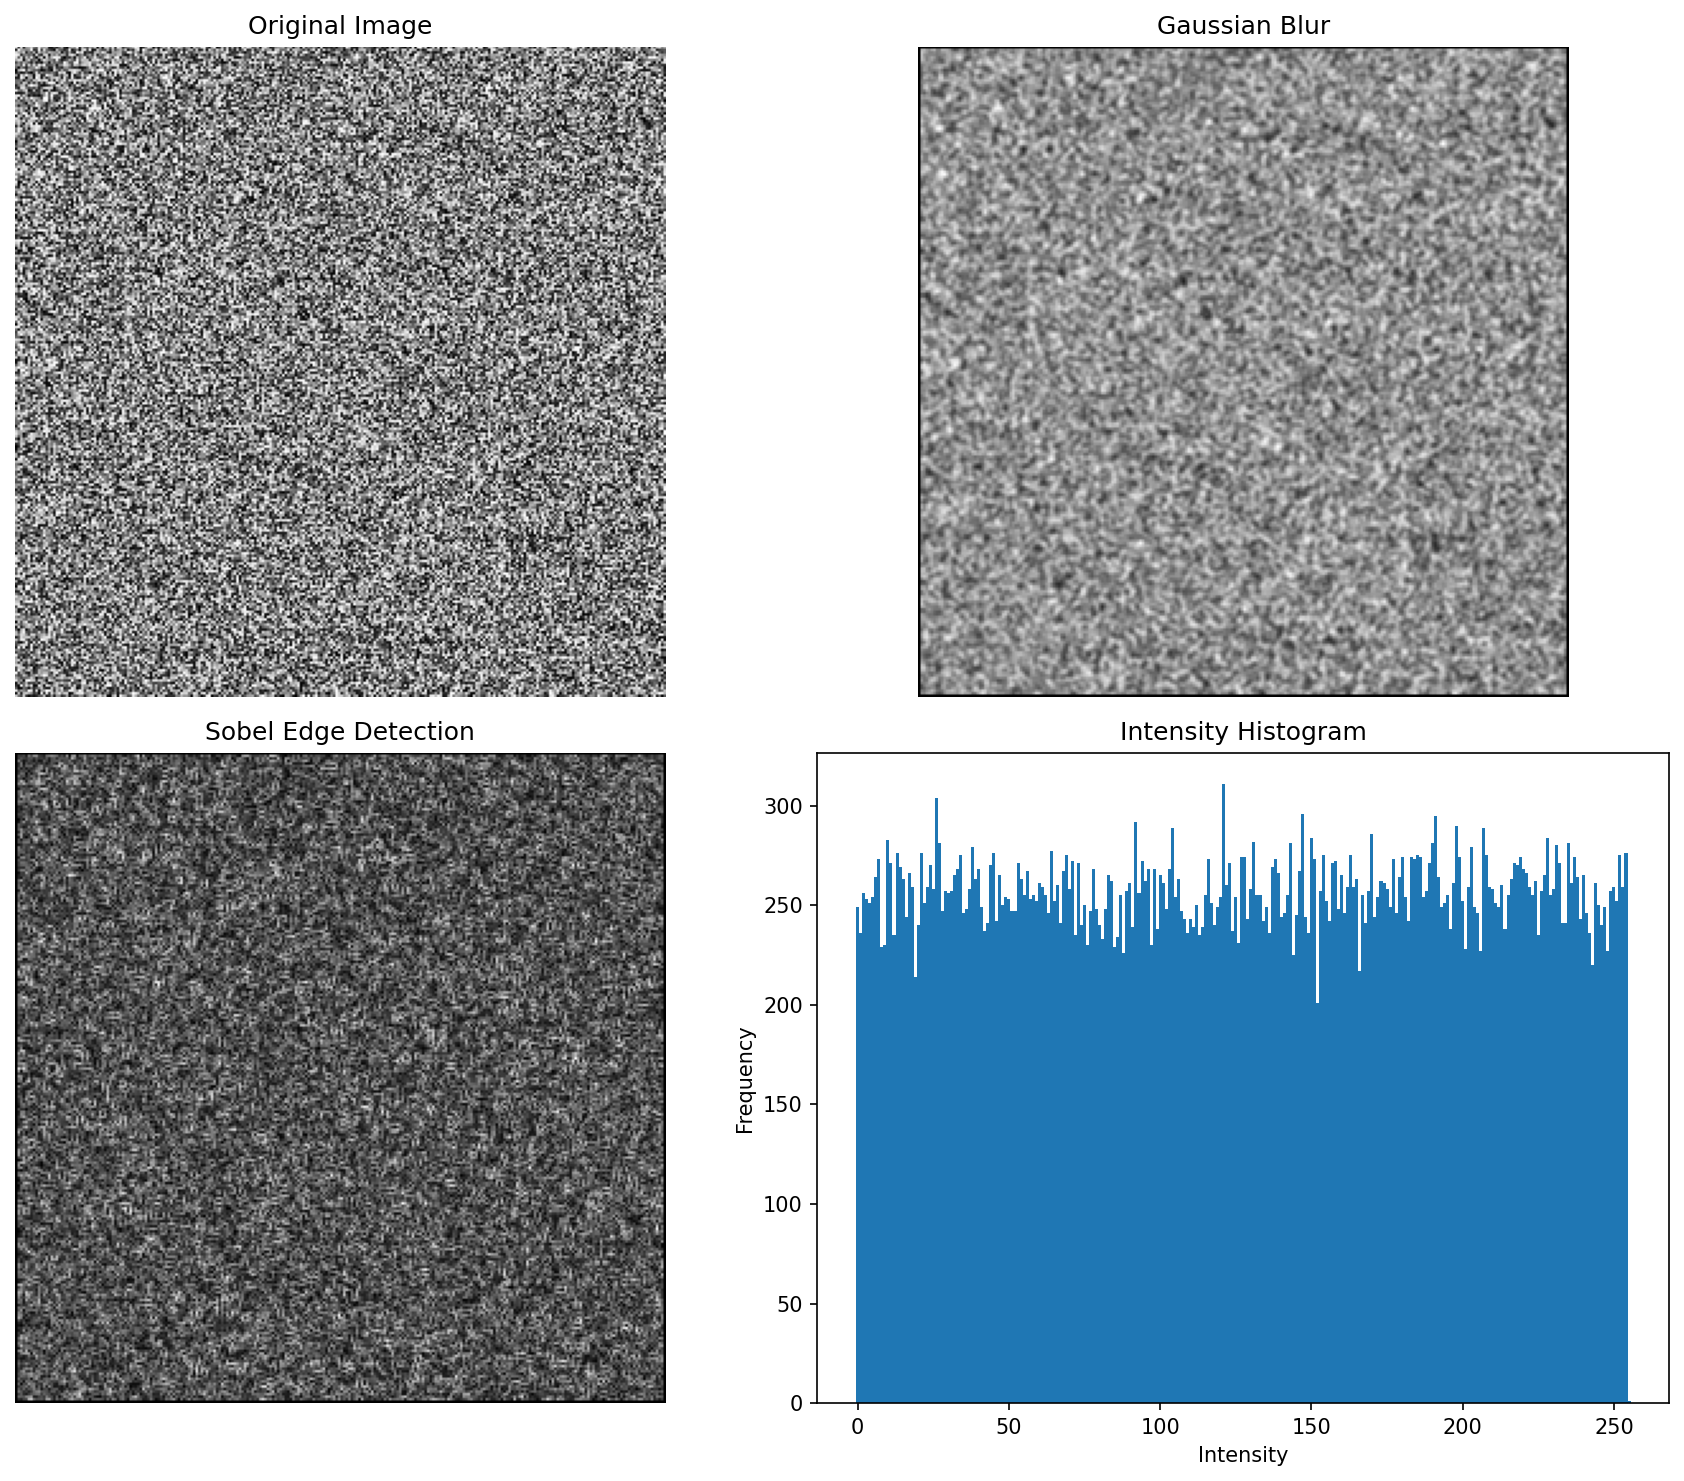 Original Image
Gaussian Blur
Sobel Edge Detection
Intensity Histogram
300
250
200
150
100
50
0
Frequency
0 50 100 150 200 250
Intensity